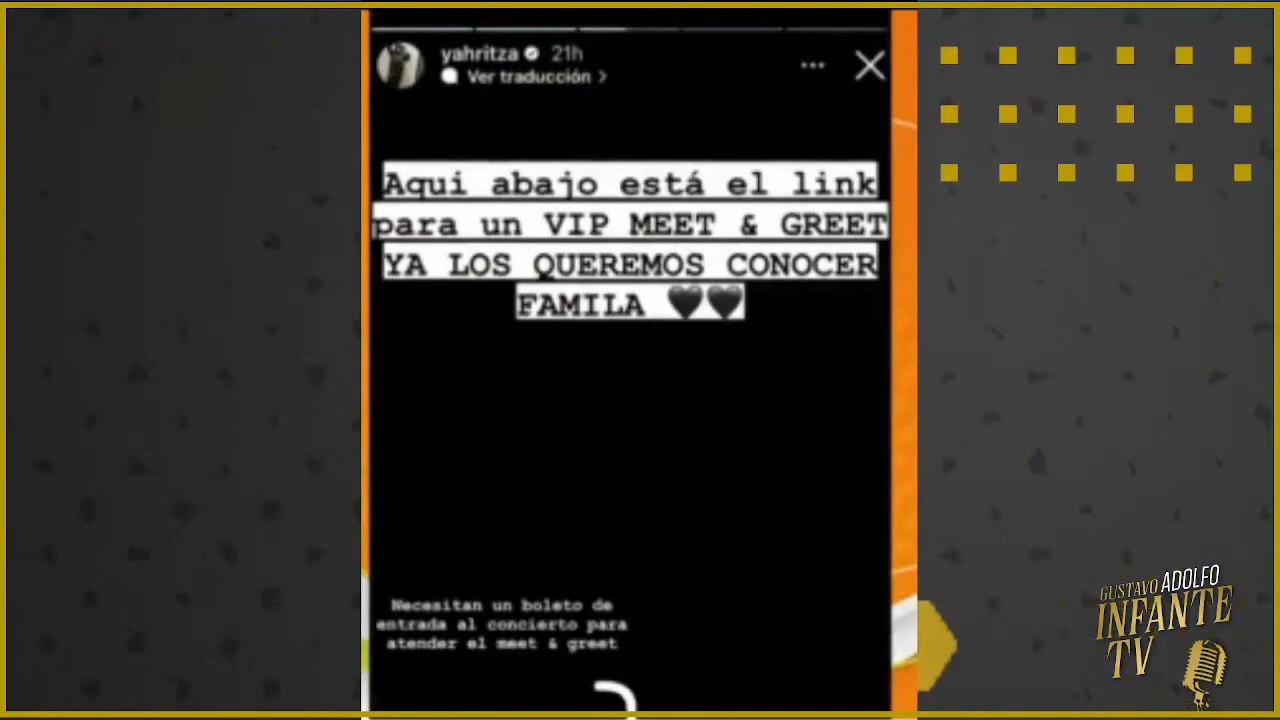 yahritza 21h
Ver traducción
Aqui abajo está el link
para un VIP MEET & GREET
YA LOS QUEREMOS CONOCER
FAMILA 🖤🖤
Necesitan un boleto de
entrada al concierto para
atender el meet & greet
GUSTAVO ADOLFO
INFANTE
TV